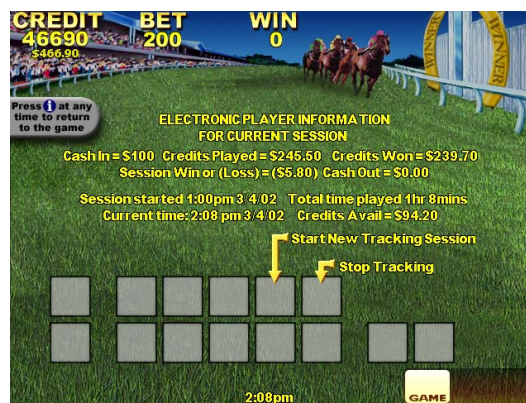 CREDIT BET WIN
46690 200 0
$466.90
WINNER WINNER
Press i at any
time to return
to the game
ELECTRONIC PLAYER INFORMATION
FOR CURRENT SESSION
Cash In = $100 Credits Played = $245.50 Credits Won = $239.70
Session Win or (Loss) = ($5.80) Cash Out = $0.00
Session started 1:00pm 3/4/02 Total time played 1hr 8mins
Current time: 2:08 pm 3/4/02 Credits Avail = $94.20
Start New Tracking Session
Stop Tracking
GAME
2:08pm